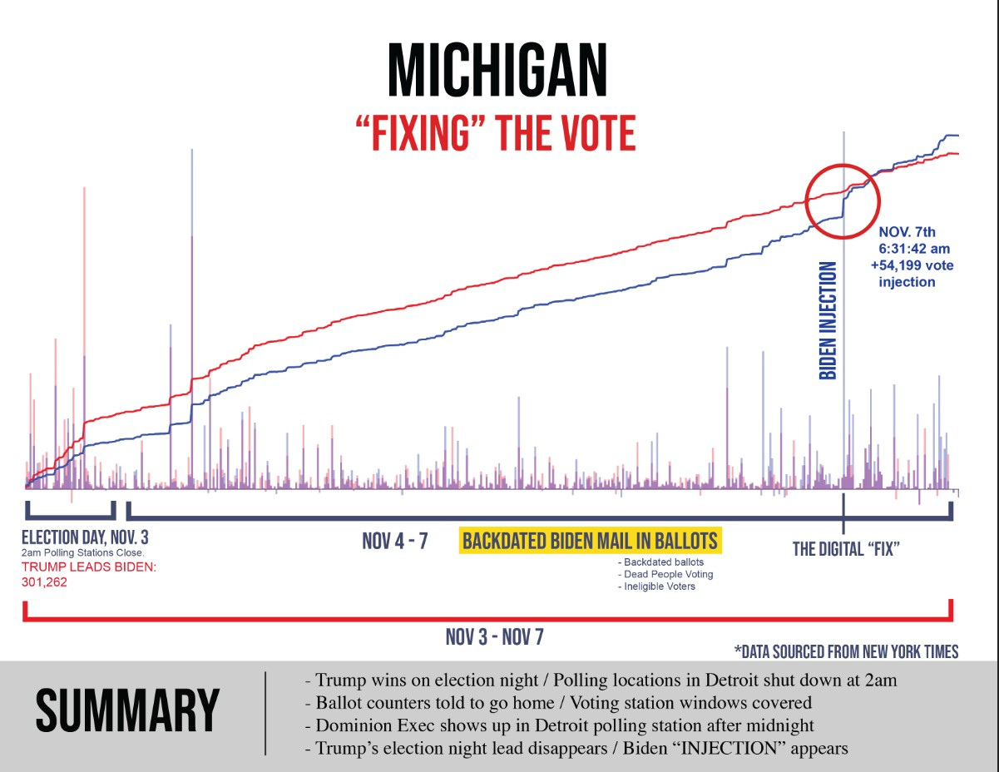 MICHIGAN
“FIXING” THE VOTE
NOV. 7th
6:31:42 am
+54,199 vote
injection
BIDEN INJECTION
ELECTION DAY, NOV. 3
2am Polling Stations Close.
TRUMP LEADS BIDEN:
301,262
NOV 4 - 7 BACKDATED BIDEN MAIL IN BALLOTS
- Backdated ballots
- Dead People Voting
- Ineligible Voters
THE DIGITAL “FIX”
NOV 3 - NOV 7
*DATA SOURCED FROM NEW YORK TIMES
SUMMARY
- Trump wins on election night / Polling locations in Detroit shut down at 2am
- Ballot counters told to go home / Voting station windows covered
- Dominion Exec shows up in Detroit polling station after midnight
- Trump’s election night lead disappears / Biden “INJECTION” appears